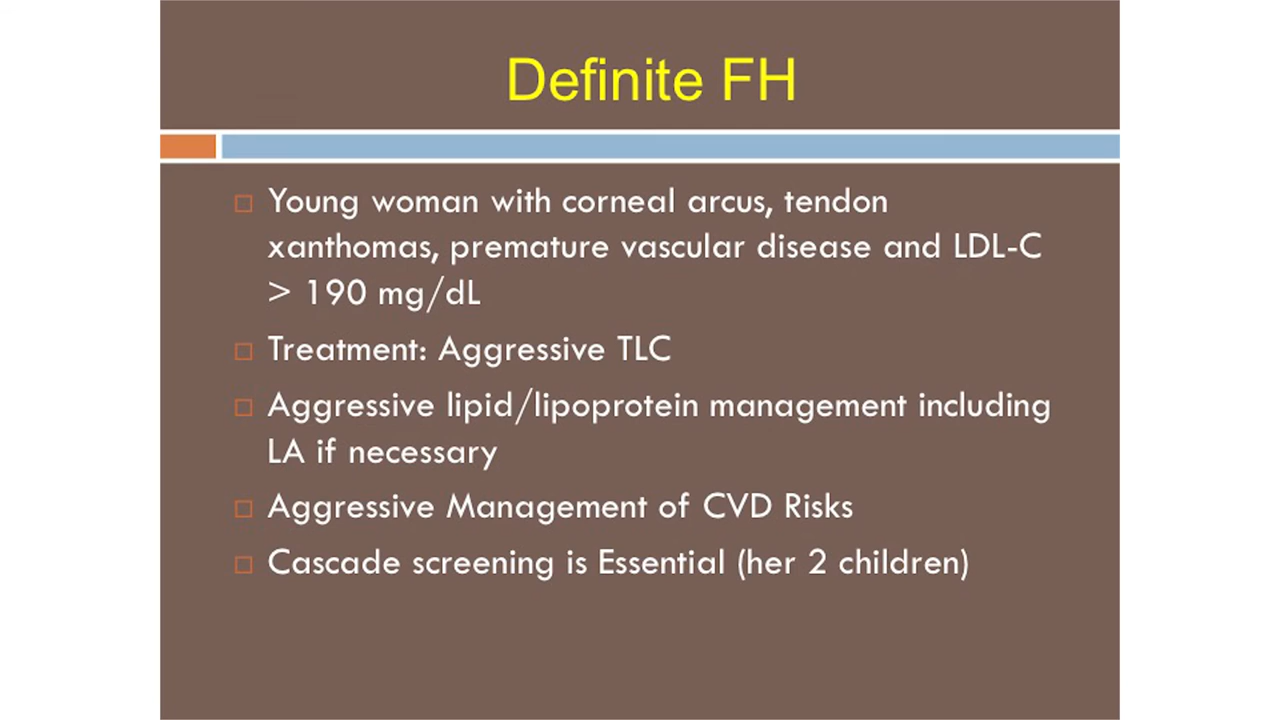 Definite FH
Young woman with corneal arcus, tendon
xanthomas, premature vascular disease and LDL-C
> 190 mg/dL
Treatment: Aggressive TLC
Aggressive lipid/lipoprotein management including
LA if necessary
Aggressive Management of CVD Risks
Cascade screening is Essential (her 2 children)